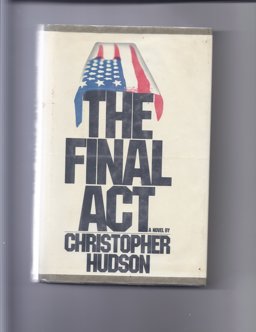 THE
FINAL
ACT
A NOVEL BY
CHRISTOPHER
HUDSON